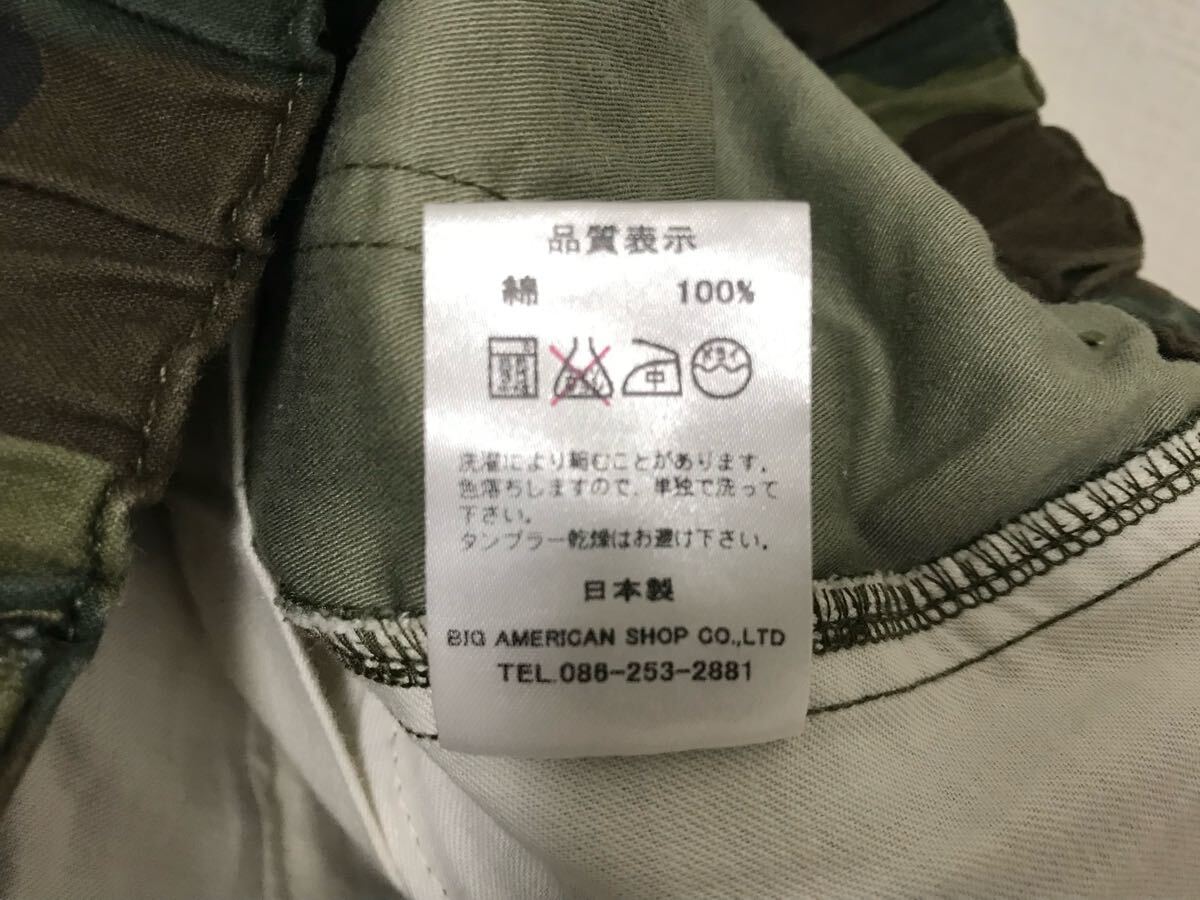 品質表示
綿 100%
中 ドライ
洗濯により縮むことがあります。
色落ちしますので、単独で洗って
下さい。
タンブラー乾燥はお避け下さい。
日本製
BIG AMERICAN SHOP CO.,LTD
TEL.086-253-2881